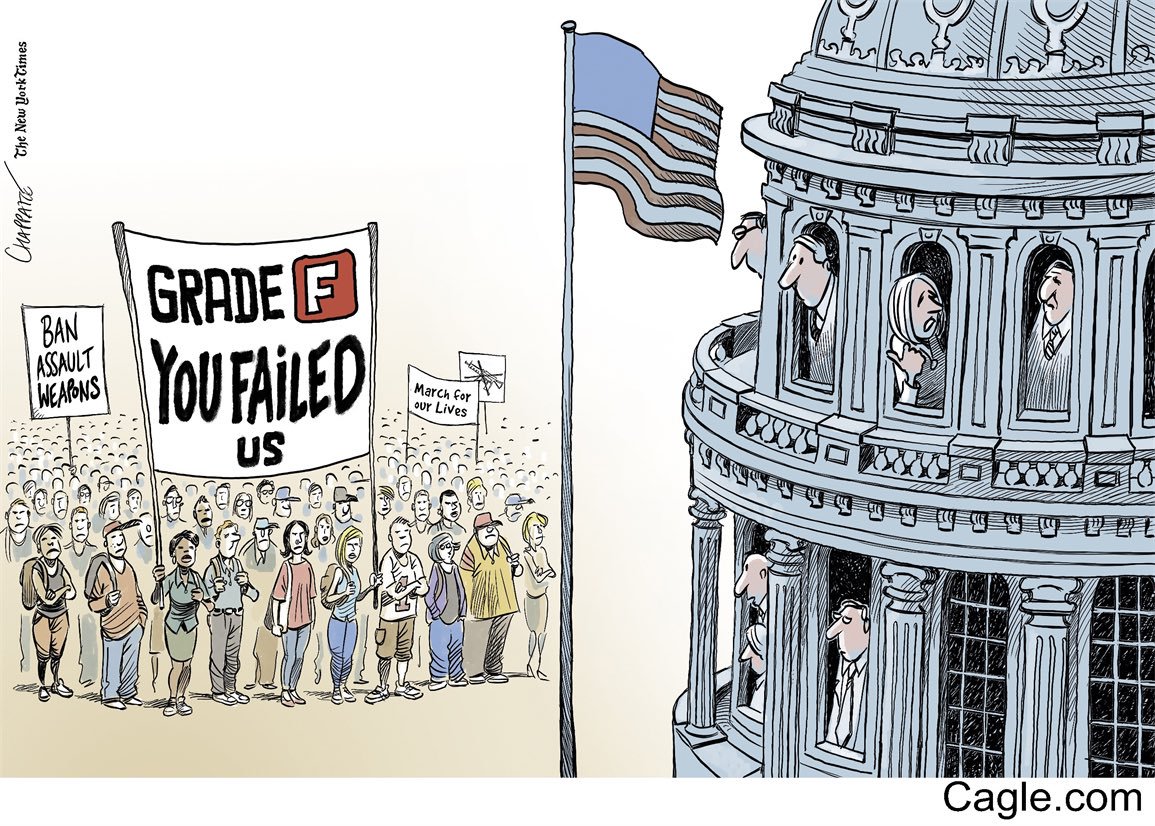 The New York Times
CHAPPATTE
GRADE F
YOU FAiLED
US
BAN
ASSAULT
WEAPONS
March for
our Lives
Cagle.com